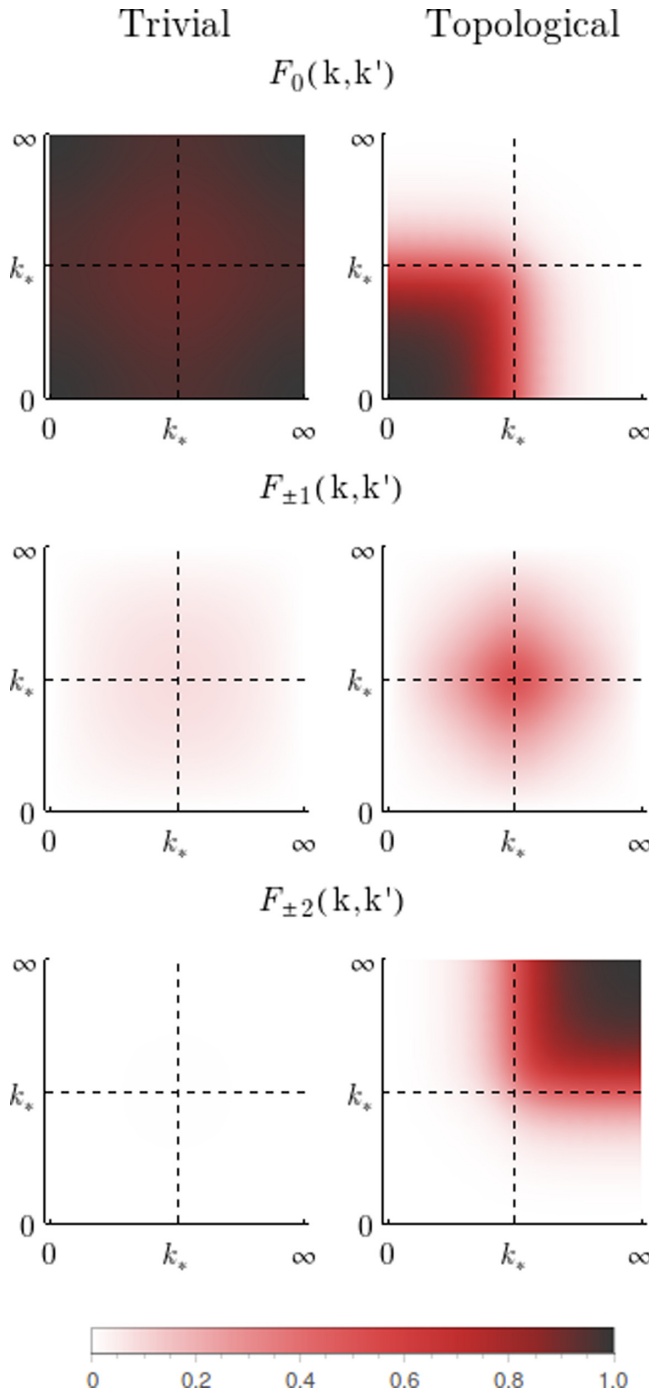 Trivial Topological
F₀(k,k')
∞ ∞
k* k*
0 0
0 k* ∞ 0 k* ∞
F±1(k,k')
∞ ∞
k* k*
0 0
0 k* ∞ 0 k* ∞
F±2(k,k')
∞ ∞
k* k*
0 0
0 k* ∞ 0 k* ∞
0 0.2 0.4 0.6 0.8 1.0